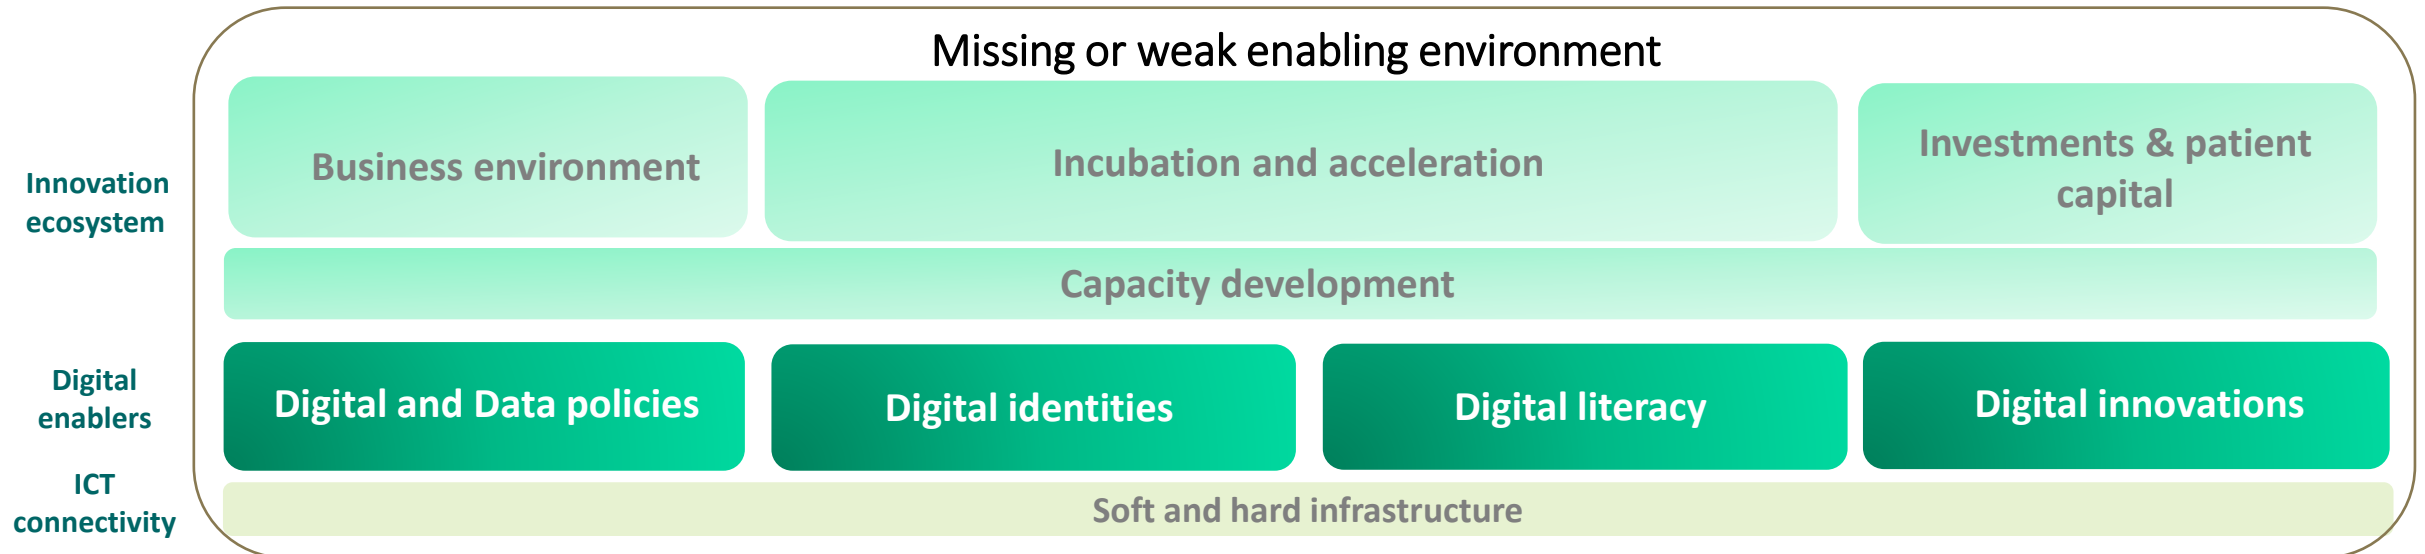 Missing or weak enabling environment
Innovation
ecosystem
Business environment
Incubation and acceleration
Investments & patient
capital
Capacity development
Digital
enablers
Digital and Data policies
Digital identities
Digital literacy
Digital innovations
ICT
connectivity
Soft and hard infrastructure